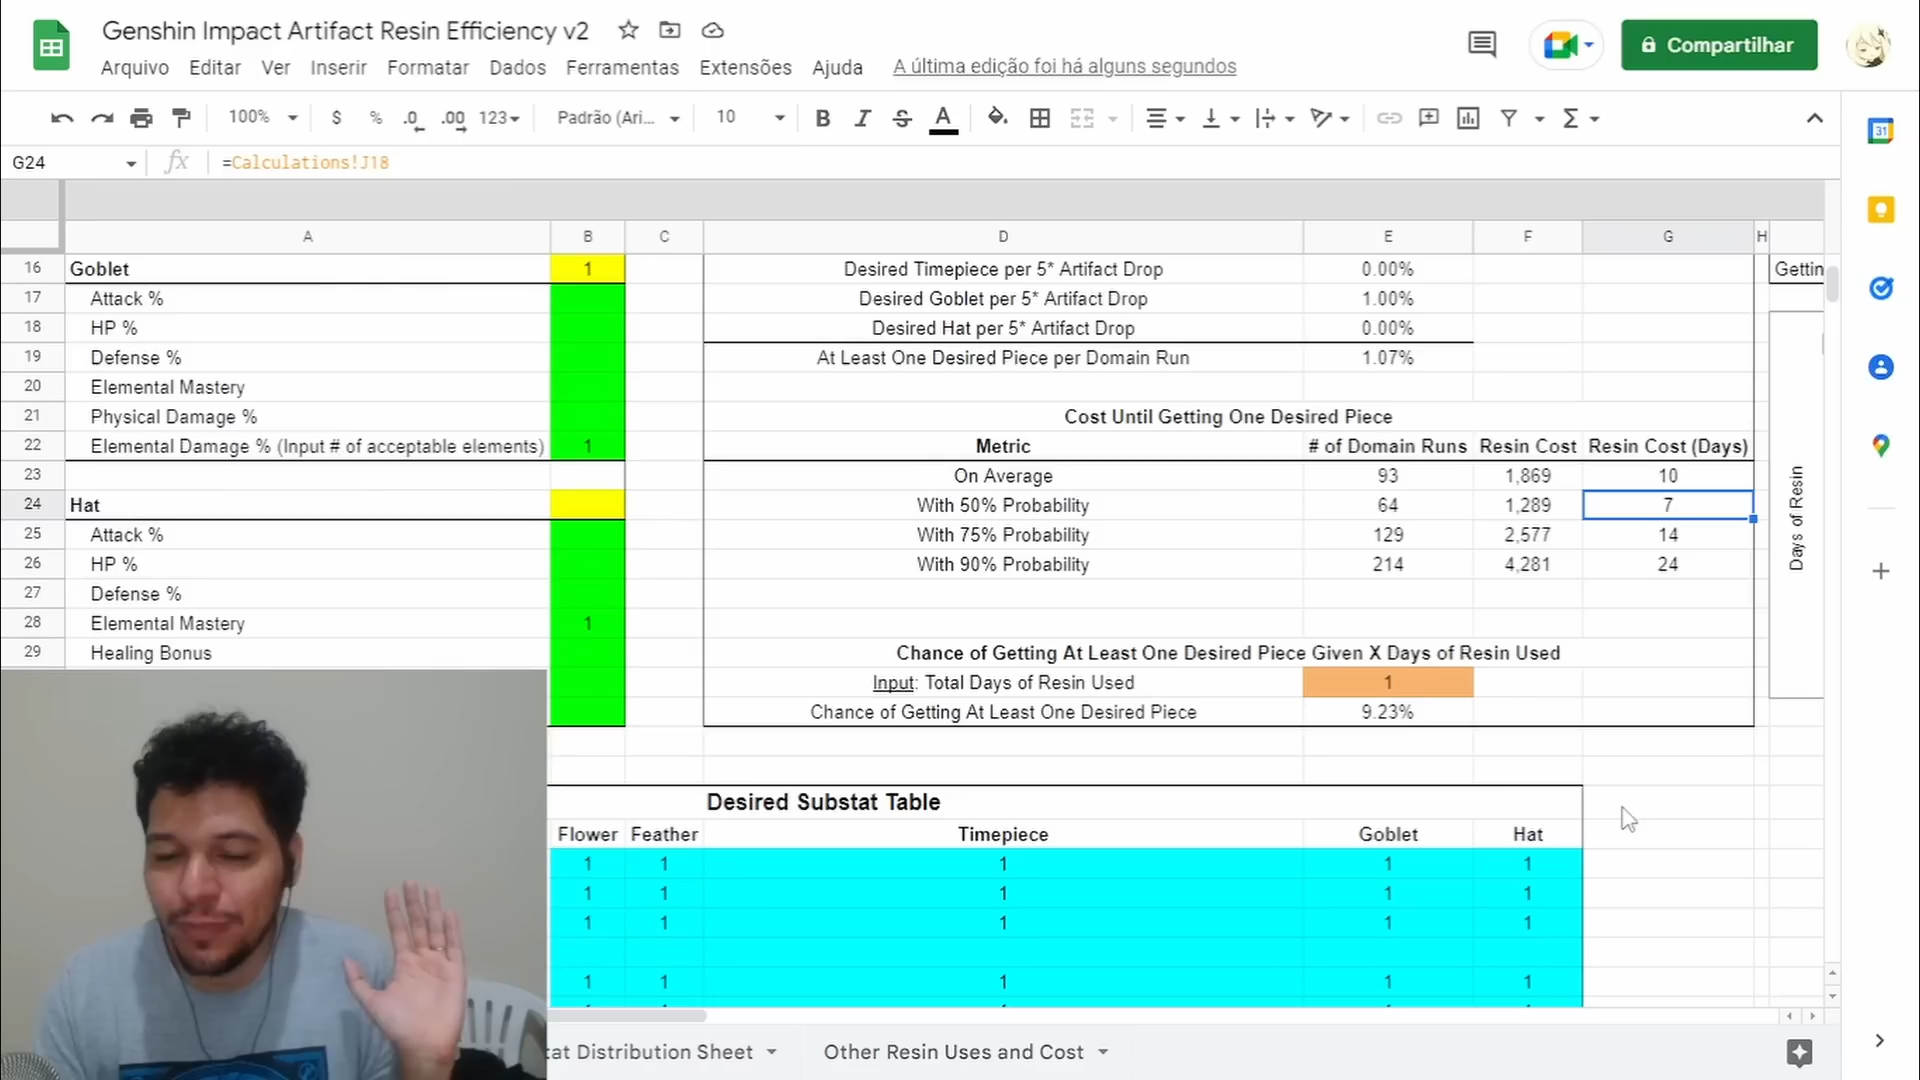 Genshin Impact Artifact Resin Efficiency v2
Compartilhar
Arquivo Editar Ver Inserir Formatar Dados Ferramentas Extensões Ajuda A última edição foi há alguns segundos
100% $ % .0 .00 123 Padrão (Ari... 10 B I S A Σ
31
G24 fx =Calculations!J18
A B C D E F G H
16 Goblet 1 Desired Timepiece per 5* Artifact Drop 0.00% Gettin
17 Attack % Desired Goblet per 5* Artifact Drop 1.00%
18 HP % Desired Hat per 5* Artifact Drop 0.00%
19 Defense % At Least One Desired Piece per Domain Run 1.07%
20 Elemental Mastery
21 Physical Damage % Cost Until Getting One Desired Piece
22 Elemental Damage % (Input # of acceptable elements) 1 Metric # of Domain Runs Resin Cost Resin Cost (Days)
23 On Average 93 1,869 10
24 Hat With 50% Probability 64 1,289 7
25 Attack % With 75% Probability 129 2,577 14
26 HP % With 90% Probability 214 4,281 24
Days of Resin
27 Defense %
28 Elemental Mastery 1
29 Healing Bonus Chance of Getting At Least One Desired Piece Given X Days of Resin Used
Input: Total Days of Resin Used 1
Chance of Getting At Least One Desired Piece 9.23%
Desired Substat Table
Flower Feather Timepiece Goblet Hat
1 1 1 1 1
1 1 1 1 1
1 1 1 1 1
1 1 1 1 1
tat Distribution Sheet Other Resin Uses and Cost